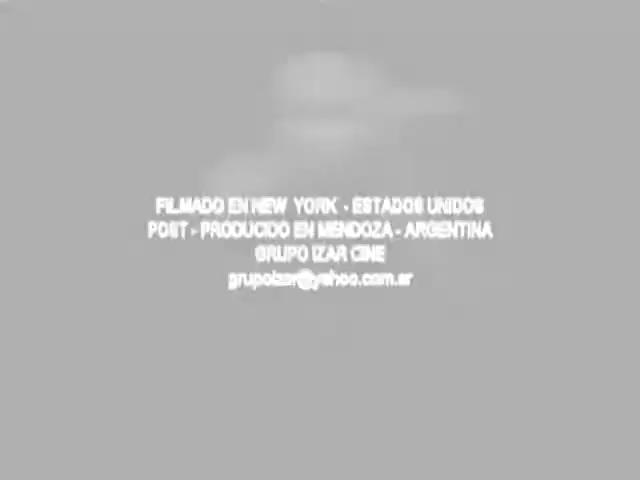 FILMADO EN NEW YORK - ESTADOS UNIDOS
POST - PRODUCIDO EN MENDOZA - ARGENTINA
GRUPO IZAR CINE
grupoizar@yahoo.com.ar